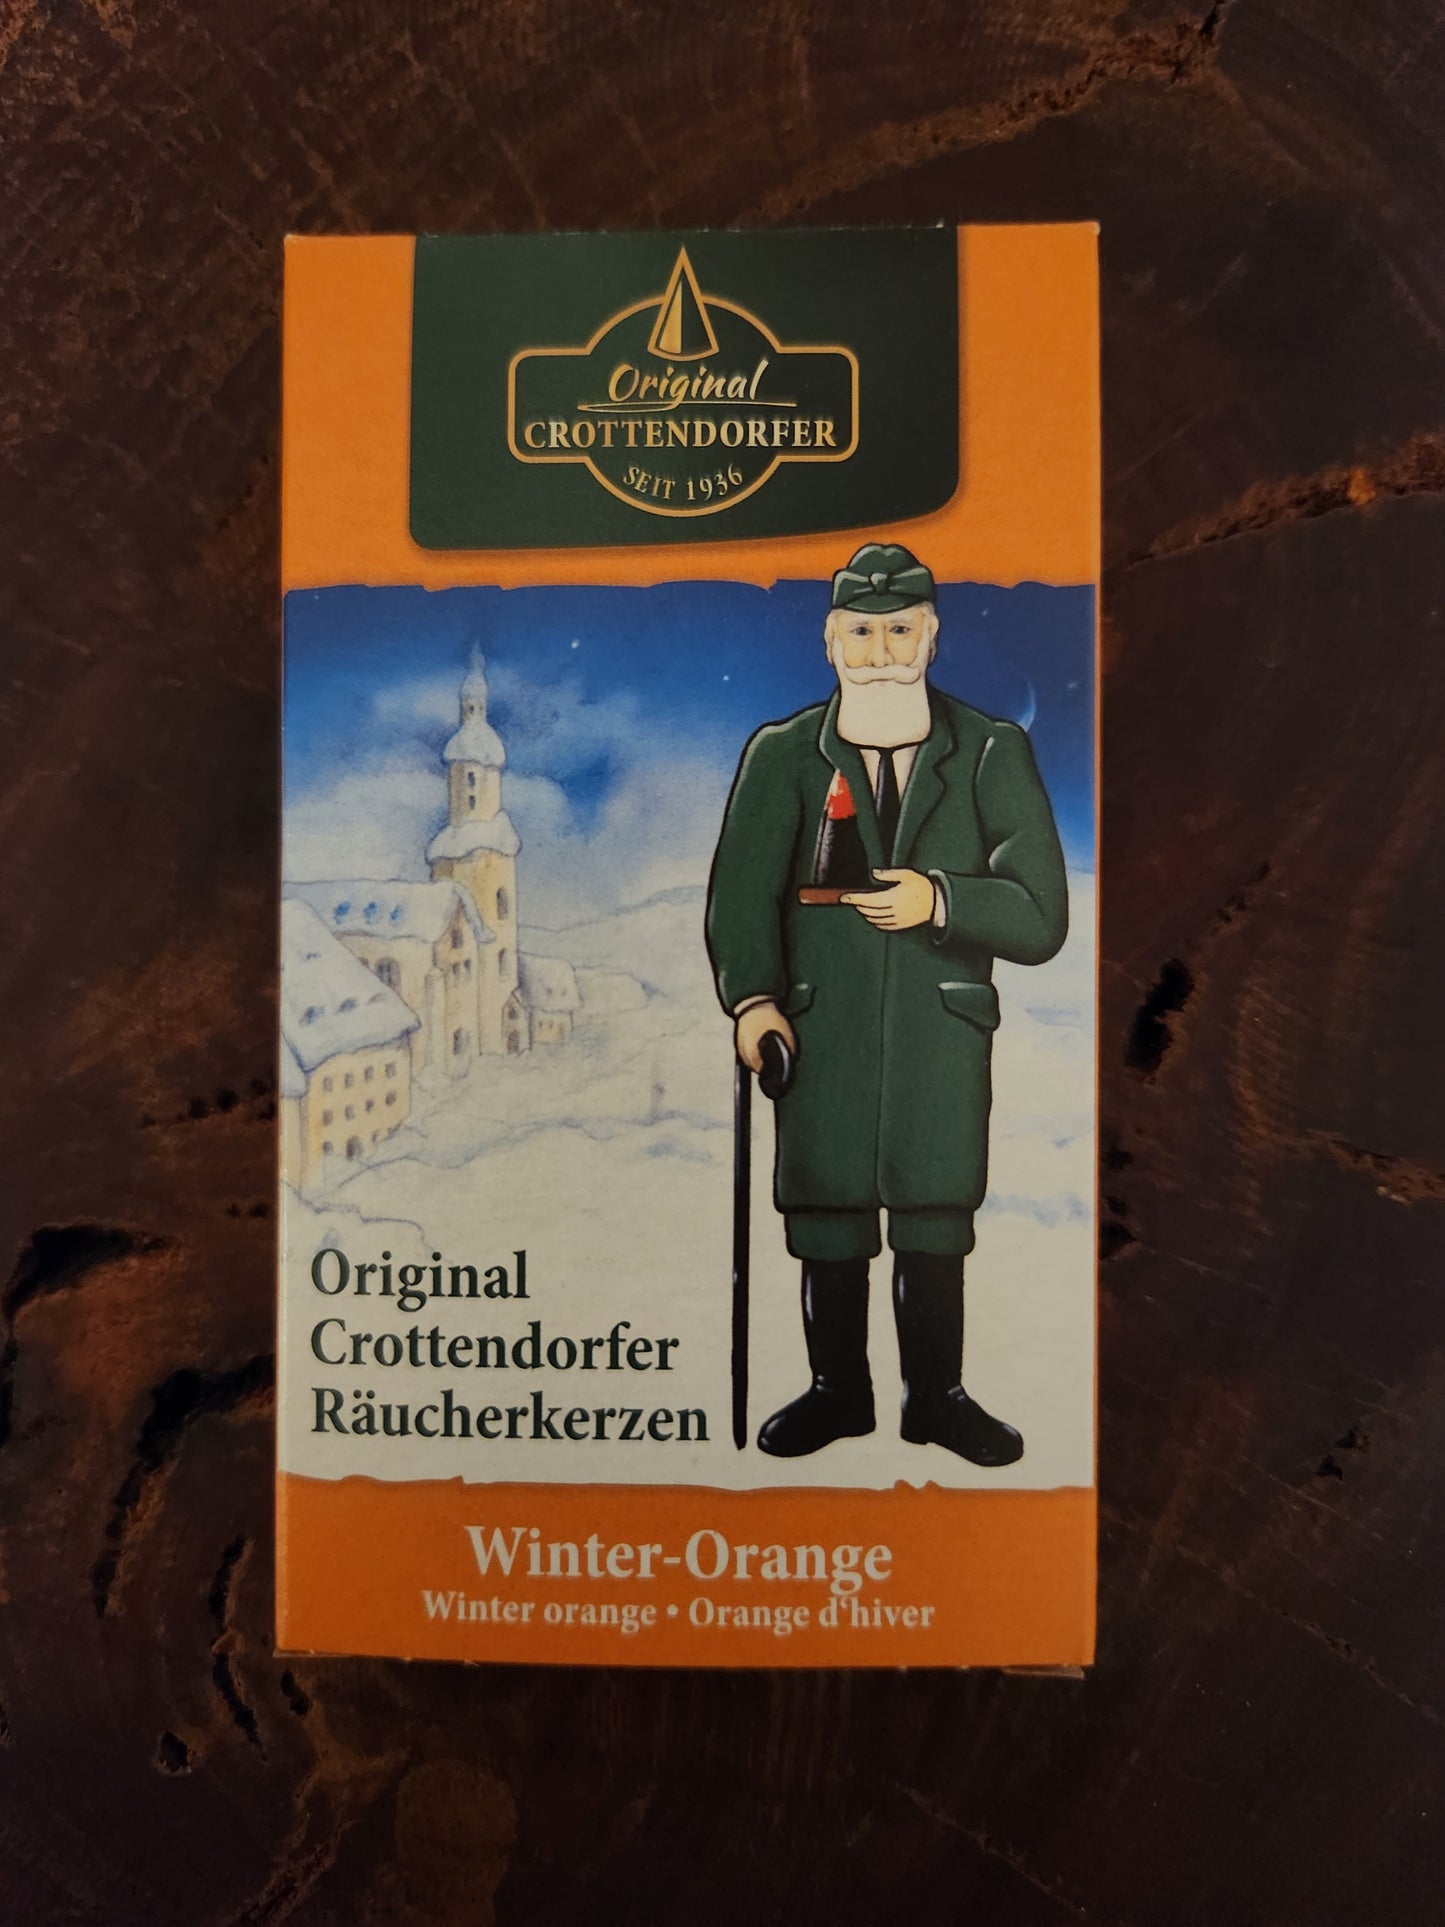 Original
CROTTENDORFER
SEIT 1936
Original
Crottendorfer
Räucherkerzen
Winter-Orange
Winter orange • Orange d‘hiver